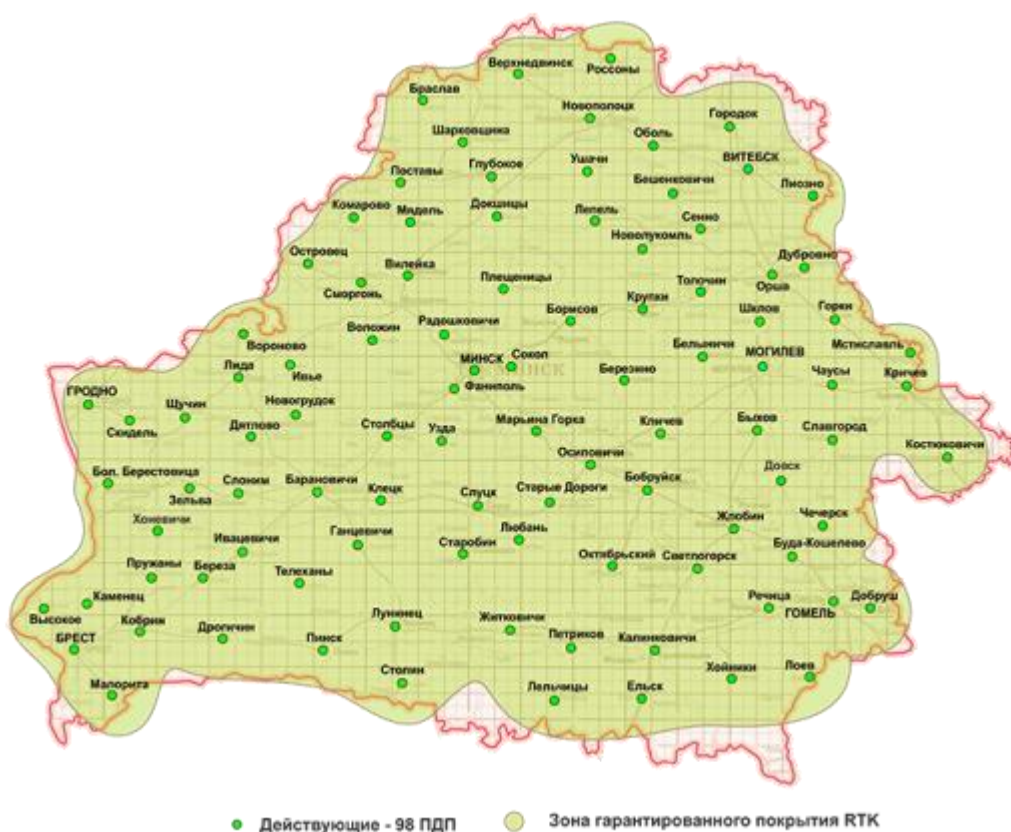 Верхнедвинск
Россоны
Браслав
Новополоцк
Городок
Шарковщина
Оболь
ВИТЕБСК
Поставы
Глубокое
Ушачи
Бешенковичи
Лиозно
Комарово
Мядель
Докшицы
Лепель
Сенно
Новолукомль
Островец
Вилейка
Дубровно
Сморгонь
Плещеницы
Толочин
Орша
Крупки
Борисов
Шклов
Горки
Воложин
Радошковичи
Вороново
Мстиславль
Лида
Ивье
МИНСК
Сокол
Белыничи
МОГИЛЕВ
Березино
Чаусы
Кричев
ГРОДНО
Фаниполь
Щучин
Новогрудок
Скидель
Дятлово
Столбцы
Узда
Марьина Горка
Кличев
Быхов
Славгород
Костюковичи
Осиповичи
Бол. Берестовица
Зельва
Слоним
Барановичи
Клецк
Слуцк
Старые Дороги
Бобруйск
Довск
Хоневичи
Ивацевичи
Ганцевичи
Старобин
Любань
Жлобин
Чечерск
Буда-Кошелево
Октябрьский
Светлогорск
Пружаны
Береза
Телеханы
Каменец
Высокое
Кобрин
БРЕСТ
Дрогичин
Пинск
Лунинец
Житковичи
Петриков
Калинковичи
Речица
ГОМЕЛЬ
Добруш
Малорита
Столин
Лельчицы
Ельск
Хойники
Лоев
Действующие - 98 ПДП
Зона гарантированного покрытия RTK